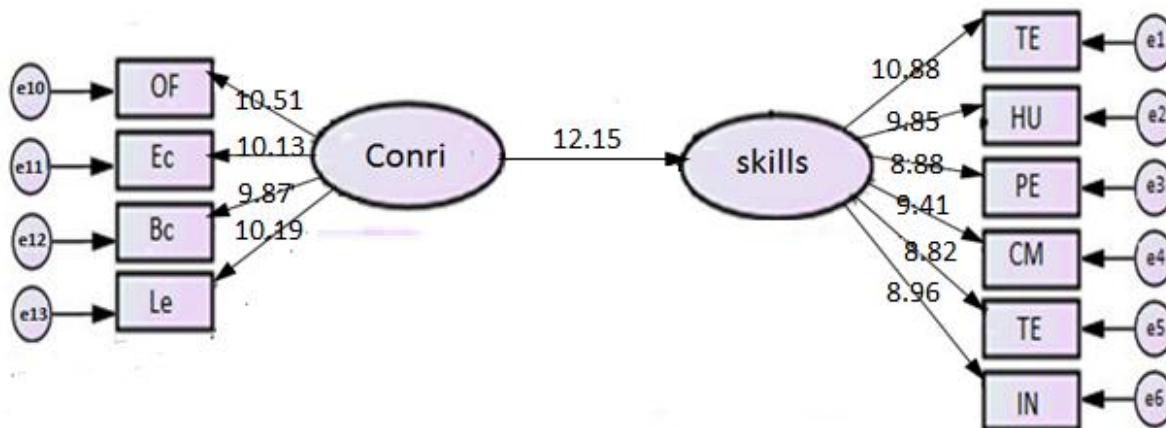 e10
OF
10.51
e11
Ec
10.13
e12
Bc
9.87
e13
Le
10.19
Conri
12.15
skills
10.88
TE
e1
9.85
HU
e2
8.88
PE
e3
9.41
CM
e4
8.82
TE
e5
8.96
IN
e6